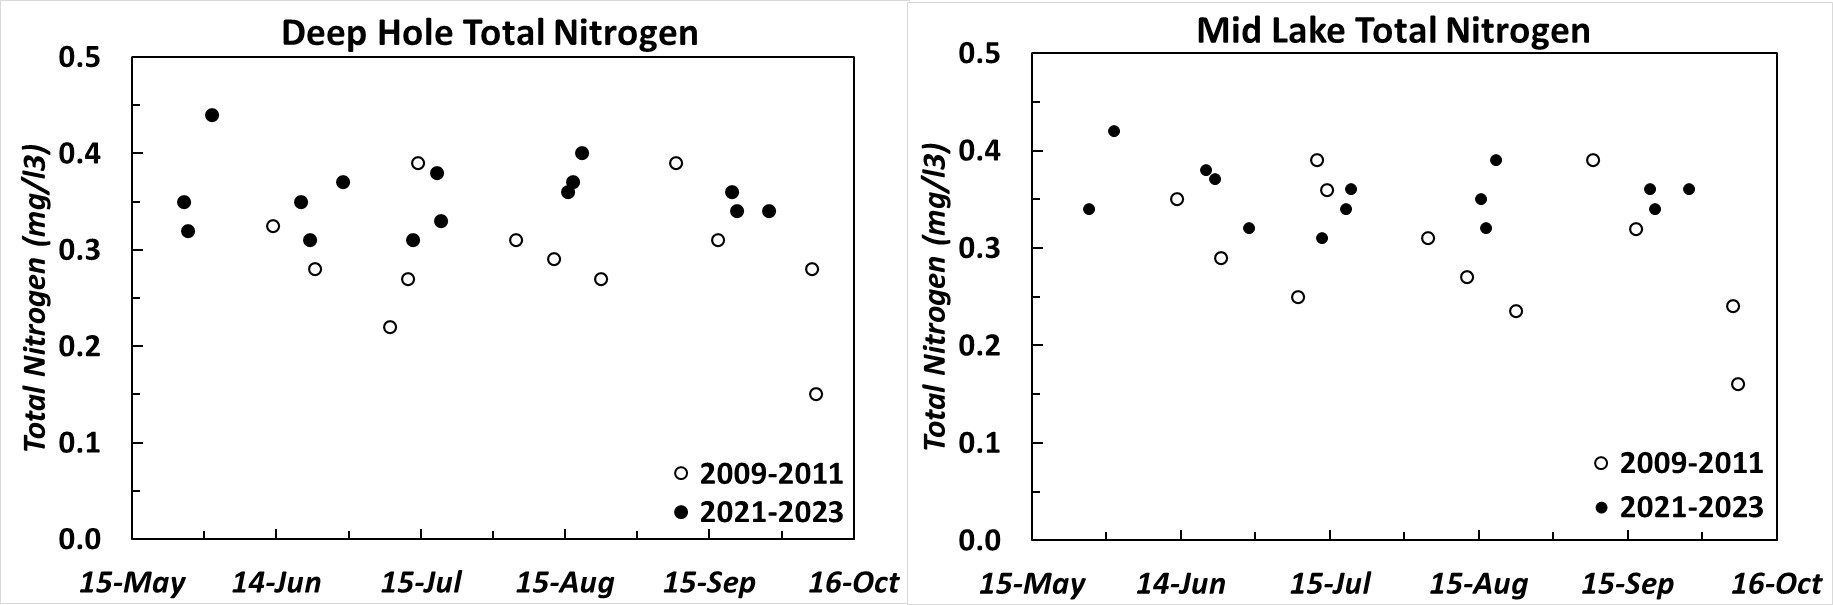 Deep Hole Total Nitrogen
Total Nitrogen (mg/l3)
0.5
0.4
0.3
0.2
0.1
0.0
2009-2011
2021-2023
15-May 14-Jun 15-Jul 15-Aug 15-Sep 16-Oct
Mid Lake Total Nitrogen
Total Nitrogen (mg/l3)
0.5
0.4
0.3
0.2
0.1
0.0
2009-2011
2021-2023
15-May 14-Jun 15-Jul 15-Aug 15-Sep 16-Oct